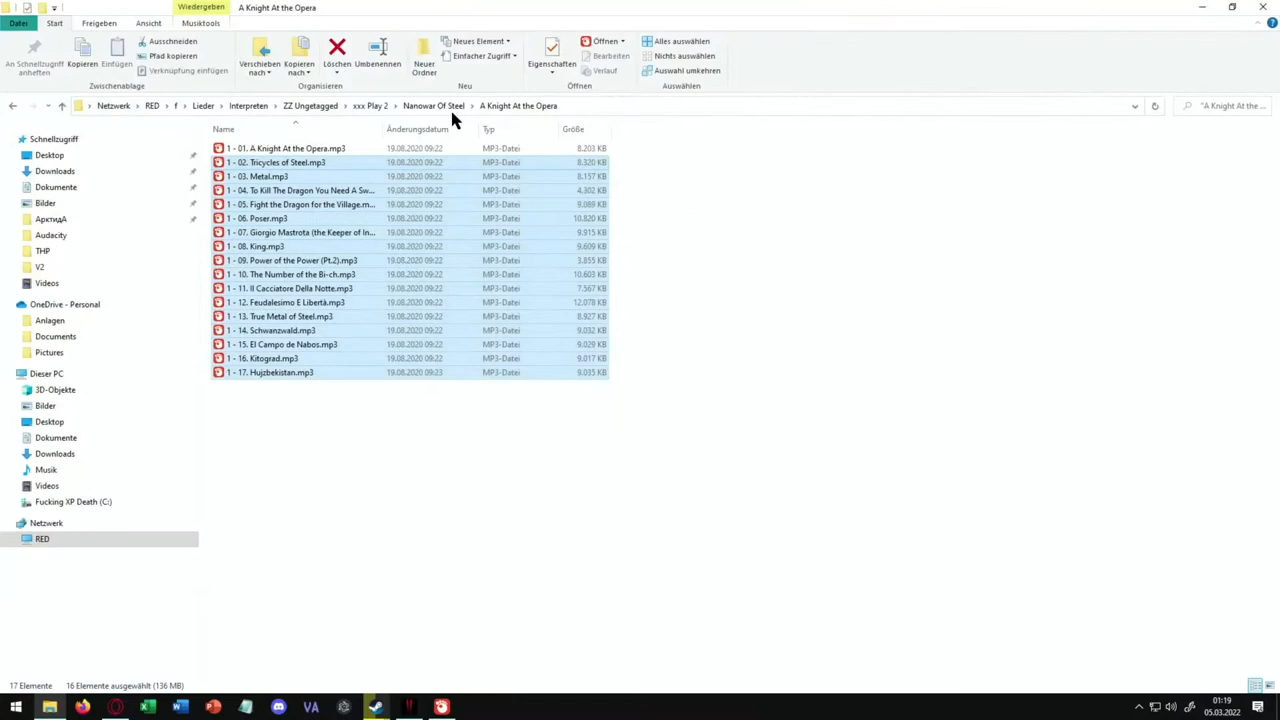 Wiedergeben
A Knight At the Opera
Datei
Start
Freigeben
Ansicht
Musiktools
An Schnellzugriff
anheften
Kopieren
Einfügen
Ausschneiden
Pfad kopieren
Verknüpfung einfügen
Zwischenablage
Verschieben
nach
Kopieren
nach
Löschen
Umbenennen
Organisieren
Neuer
Ordner
Neues Element
Einfacher Zugriff
Neu
Eigenschaften
Öffnen
Bearbeiten
Verlauf
Öffnen
Alles auswählen
Nichts auswählen
Auswahl umkehren
Auswählen
Netzwerk
RED
f
Lieder
Interpreten
ZZ Ungetagged
xxx Play 2
Nanowar Of Steel
A Knight At the Opera
"A Knight At the ...
Schnellzugriff
Desktop
Downloads
Dokumente
Bilder
АрктидА
Audacity
THP
V2
Videos
OneDrive - Personal
Anlagen
Documents
Pictures
Dieser PC
3D-Objekte
Bilder
Desktop
Dokumente
Downloads
Musik
Videos
Fucking XP Death (C:)
Netzwerk
RED
Name Änderungsdatum Typ Größe
1 - 01. A Knight At the Opera.mp3 19.08.2020 09:22 MP3-Datei 8.203 KB
1 - 02. Tricycles of Steel.mp3 19.08.2020 09:22 MP3-Datei 8.320 KB
1 - 03. Metal.mp3 19.08.2020 09:22 MP3-Datei 8.157 KB
1 - 04. To Kill The Dragon You Need A Sw... 19.08.2020 09:22 MP3-Datei 4.302 KB
1 - 05. Fight the Dragon for the Village.m... 19.08.2020 09:22 MP3-Datei 9.089 KB
1 - 06. Poser.mp3 19.08.2020 09:22 MP3-Datei 10.820 KB
1 - 07. Giorgio Mastrota (the Keeper of In... 19.08.2020 09:22 MP3-Datei 9.915 KB
1 - 08. King.mp3 19.08.2020 09:22 MP3-Datei 9.609 KB
1 - 09. Power of the Power (Pt.2).mp3 19.08.2020 09:22 MP3-Datei 3.855 KB
1 - 10. The Number of the Bi-ch.mp3 19.08.2020 09:22 MP3-Datei 10.603 KB
1 - 11. Il Cacciatore Della Notte.mp3 19.08.2020 09:22 MP3-Datei 7.567 KB
1 - 12. Feudalesimo E Libertà.mp3 19.08.2020 09:22 MP3-Datei 12.078 KB
1 - 13. True Metal of Steel.mp3 19.08.2020 09:22 MP3-Datei 8.927 KB
1 - 14. Schwanzwald.mp3 19.08.2020 09:22 MP3-Datei 9.032 KB
1 - 15. El Campo de Nabos.mp3 19.08.2020 09:22 MP3-Datei 9.029 KB
1 - 16. Kitograd.mp3 19.08.2020 09:22 MP3-Datei 9.017 KB
1 - 17. Hujzbekistan.mp3 19.08.2020 09:23 MP3-Datei 9.035 KB
17 Elemente 16 Elemente ausgewählt (136 MB)
VA
01:19
05.03.2022